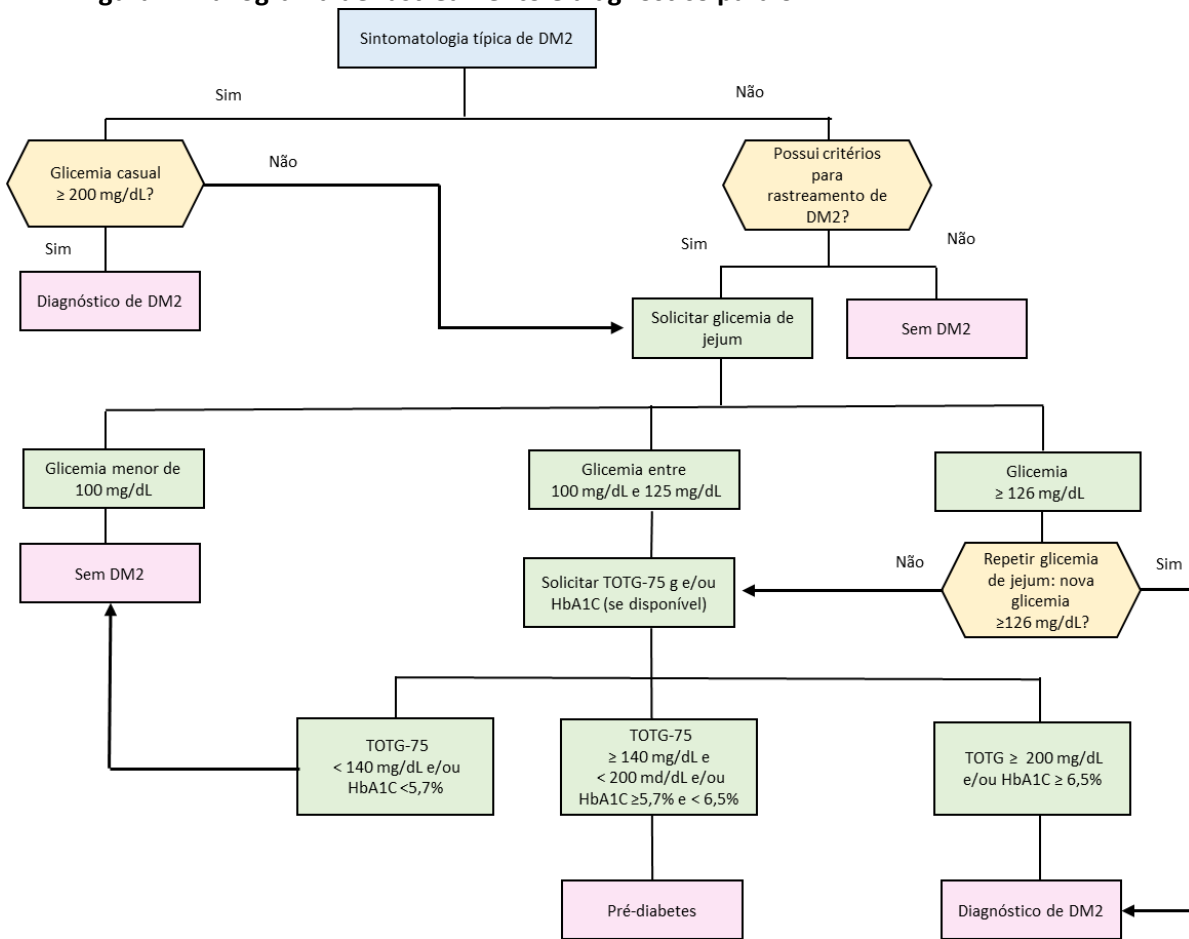 Sintomatologia típica de DM2
Sim
Não
Glicemia casual
≥ 200 mg/dL?
Não
Possui critérios
para
rastreamento de
DM2?
Sim
Sim
Não
Diagnóstico de DM2
Solicitar glicemia de
jejum
Sem DM2
Glicemia menor de
100 mg/dL
Glicemia entre
100 mg/dL e 125 mg/dL
Glicemia
≥ 126 mg/dL
Sem DM2
Solicitar TOTG-75 g e/ou
HbA1C (se disponível)
Não
Repetir glicemia
de jejum: nova
glicemia
≥126 mg/dL?
Sim
TOTG-75
< 140 mg/dL e/ou
HbA1C <5,7%
TOTG-75
≥ 140 mg/dL e
< 200 md/dL e/ou
HbA1C ≥5,7% e < 6,5%
TOTG ≥ 200 mg/dL
e/ou HbA1C ≥ 6,5%
Pré-diabetes
Diagnóstico de DM2